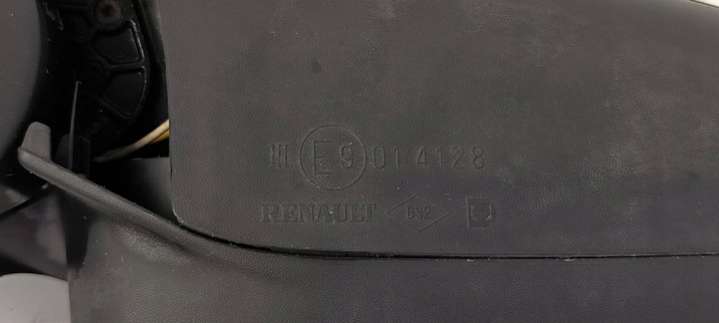 III E9 014128
RENAULT